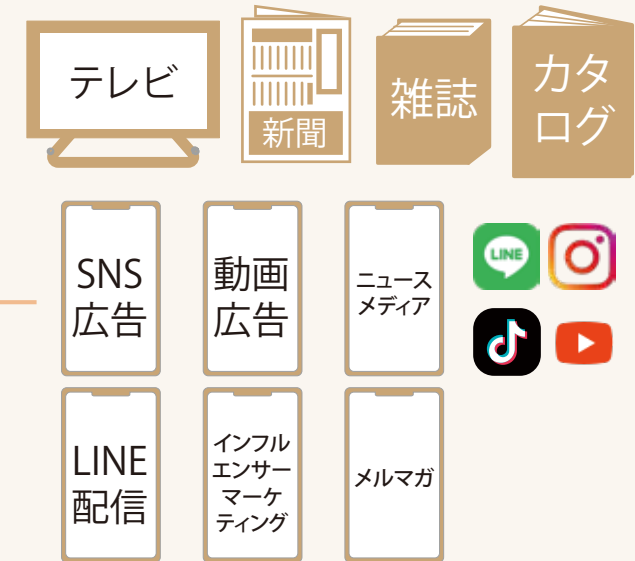 テレビ
新聞
雑誌
カタ
ログ
SNS
広告
動画
広告
ニュース
メディア
LINE
LINE
配信
インフル
エンサー
マーケ
ティング
メルマガ